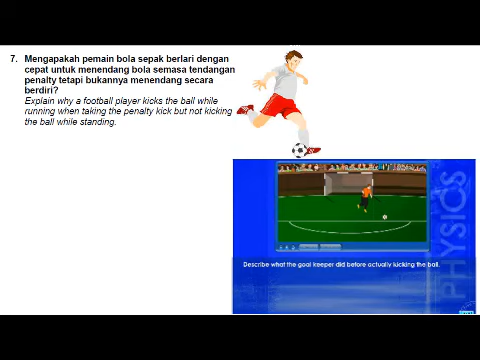 7. Mengapakah pemain bola sepak berlari dengan
cepat untuk menendang bola semasa tendangan
penalty tetapi bukannya menendang secara
berdiri?
Explain why a football player kicks the ball while
running when taking the penalty kick but not kicking
the ball while standing.
PHYSICS
Describe what the goal keeper did before actually kicking the ball.